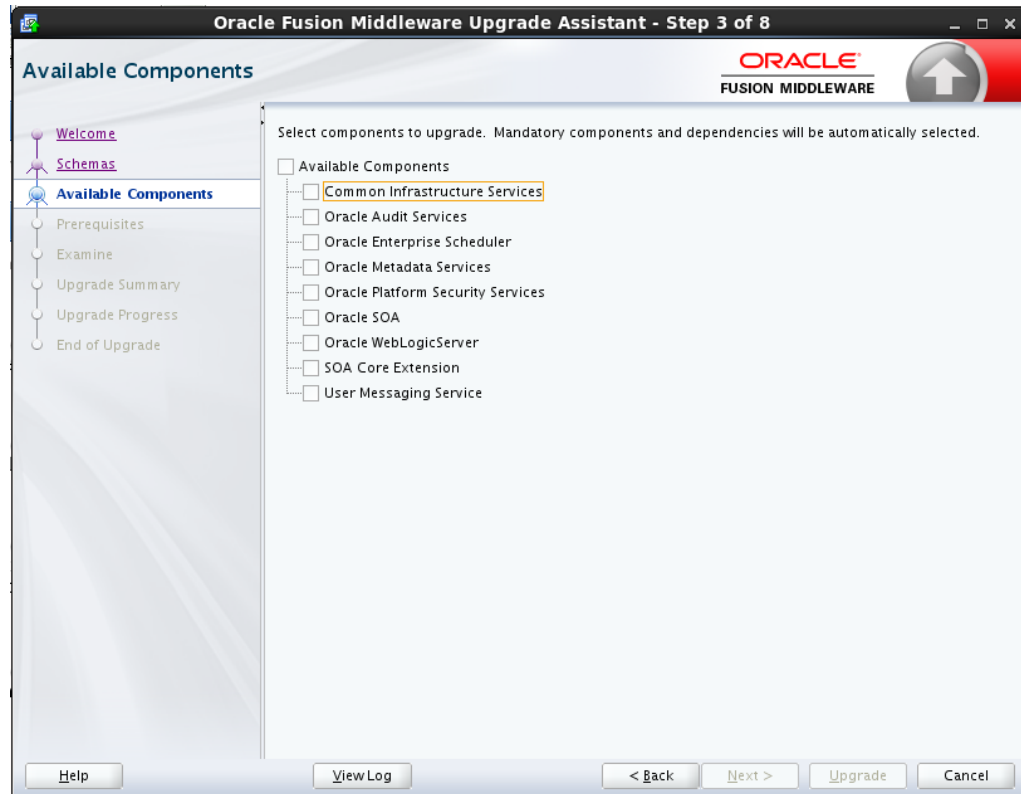 Oracle Fusion Middleware Upgrade Assistant - Step 3 of 8
Available Components
ORACLE
FUSION MIDDLEWARE
Welcome
Schemas
Available Components
Prerequisites
Examine
Upgrade Summary
Upgrade Progress
End of Upgrade
Select components to upgrade. Mandatory components and dependencies will be automatically selected.
Available Components
Common Infrastructure Services
Oracle Audit Services
Oracle Enterprise Scheduler
Oracle Metadata Services
Oracle Platform Security Services
Oracle SOA
Oracle WebLogicServer
SOA Core Extension
User Messaging Service
Help
View Log
< Back
Next >
Upgrade
Cancel